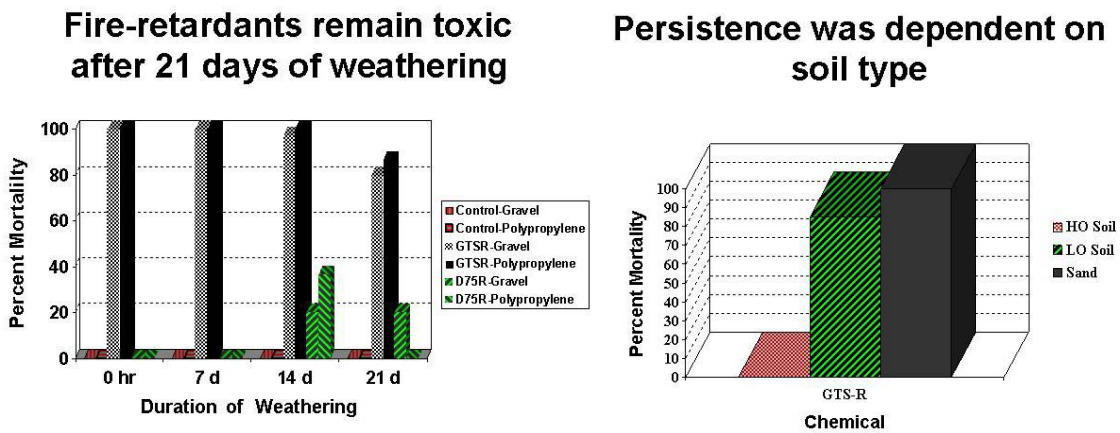 Fire-retardants remain toxic
after 21 days of weathering
Percent Mortality
100
80
60
40
20
0
0 hr
7 d
14 d
21 d
Duration of Weathering
Control-Gravel
Control-Polypropylene
GTSR-Gravel
GTSR-Polypropylene
D75R-Gravel
D75R-Polypropylene
Persistence was dependent on
soil type
Percent Mortality
100
90
80
70
60
50
40
30
20
10
0
GTS-R
Chemical
HO Soil
LO Soil
Sand